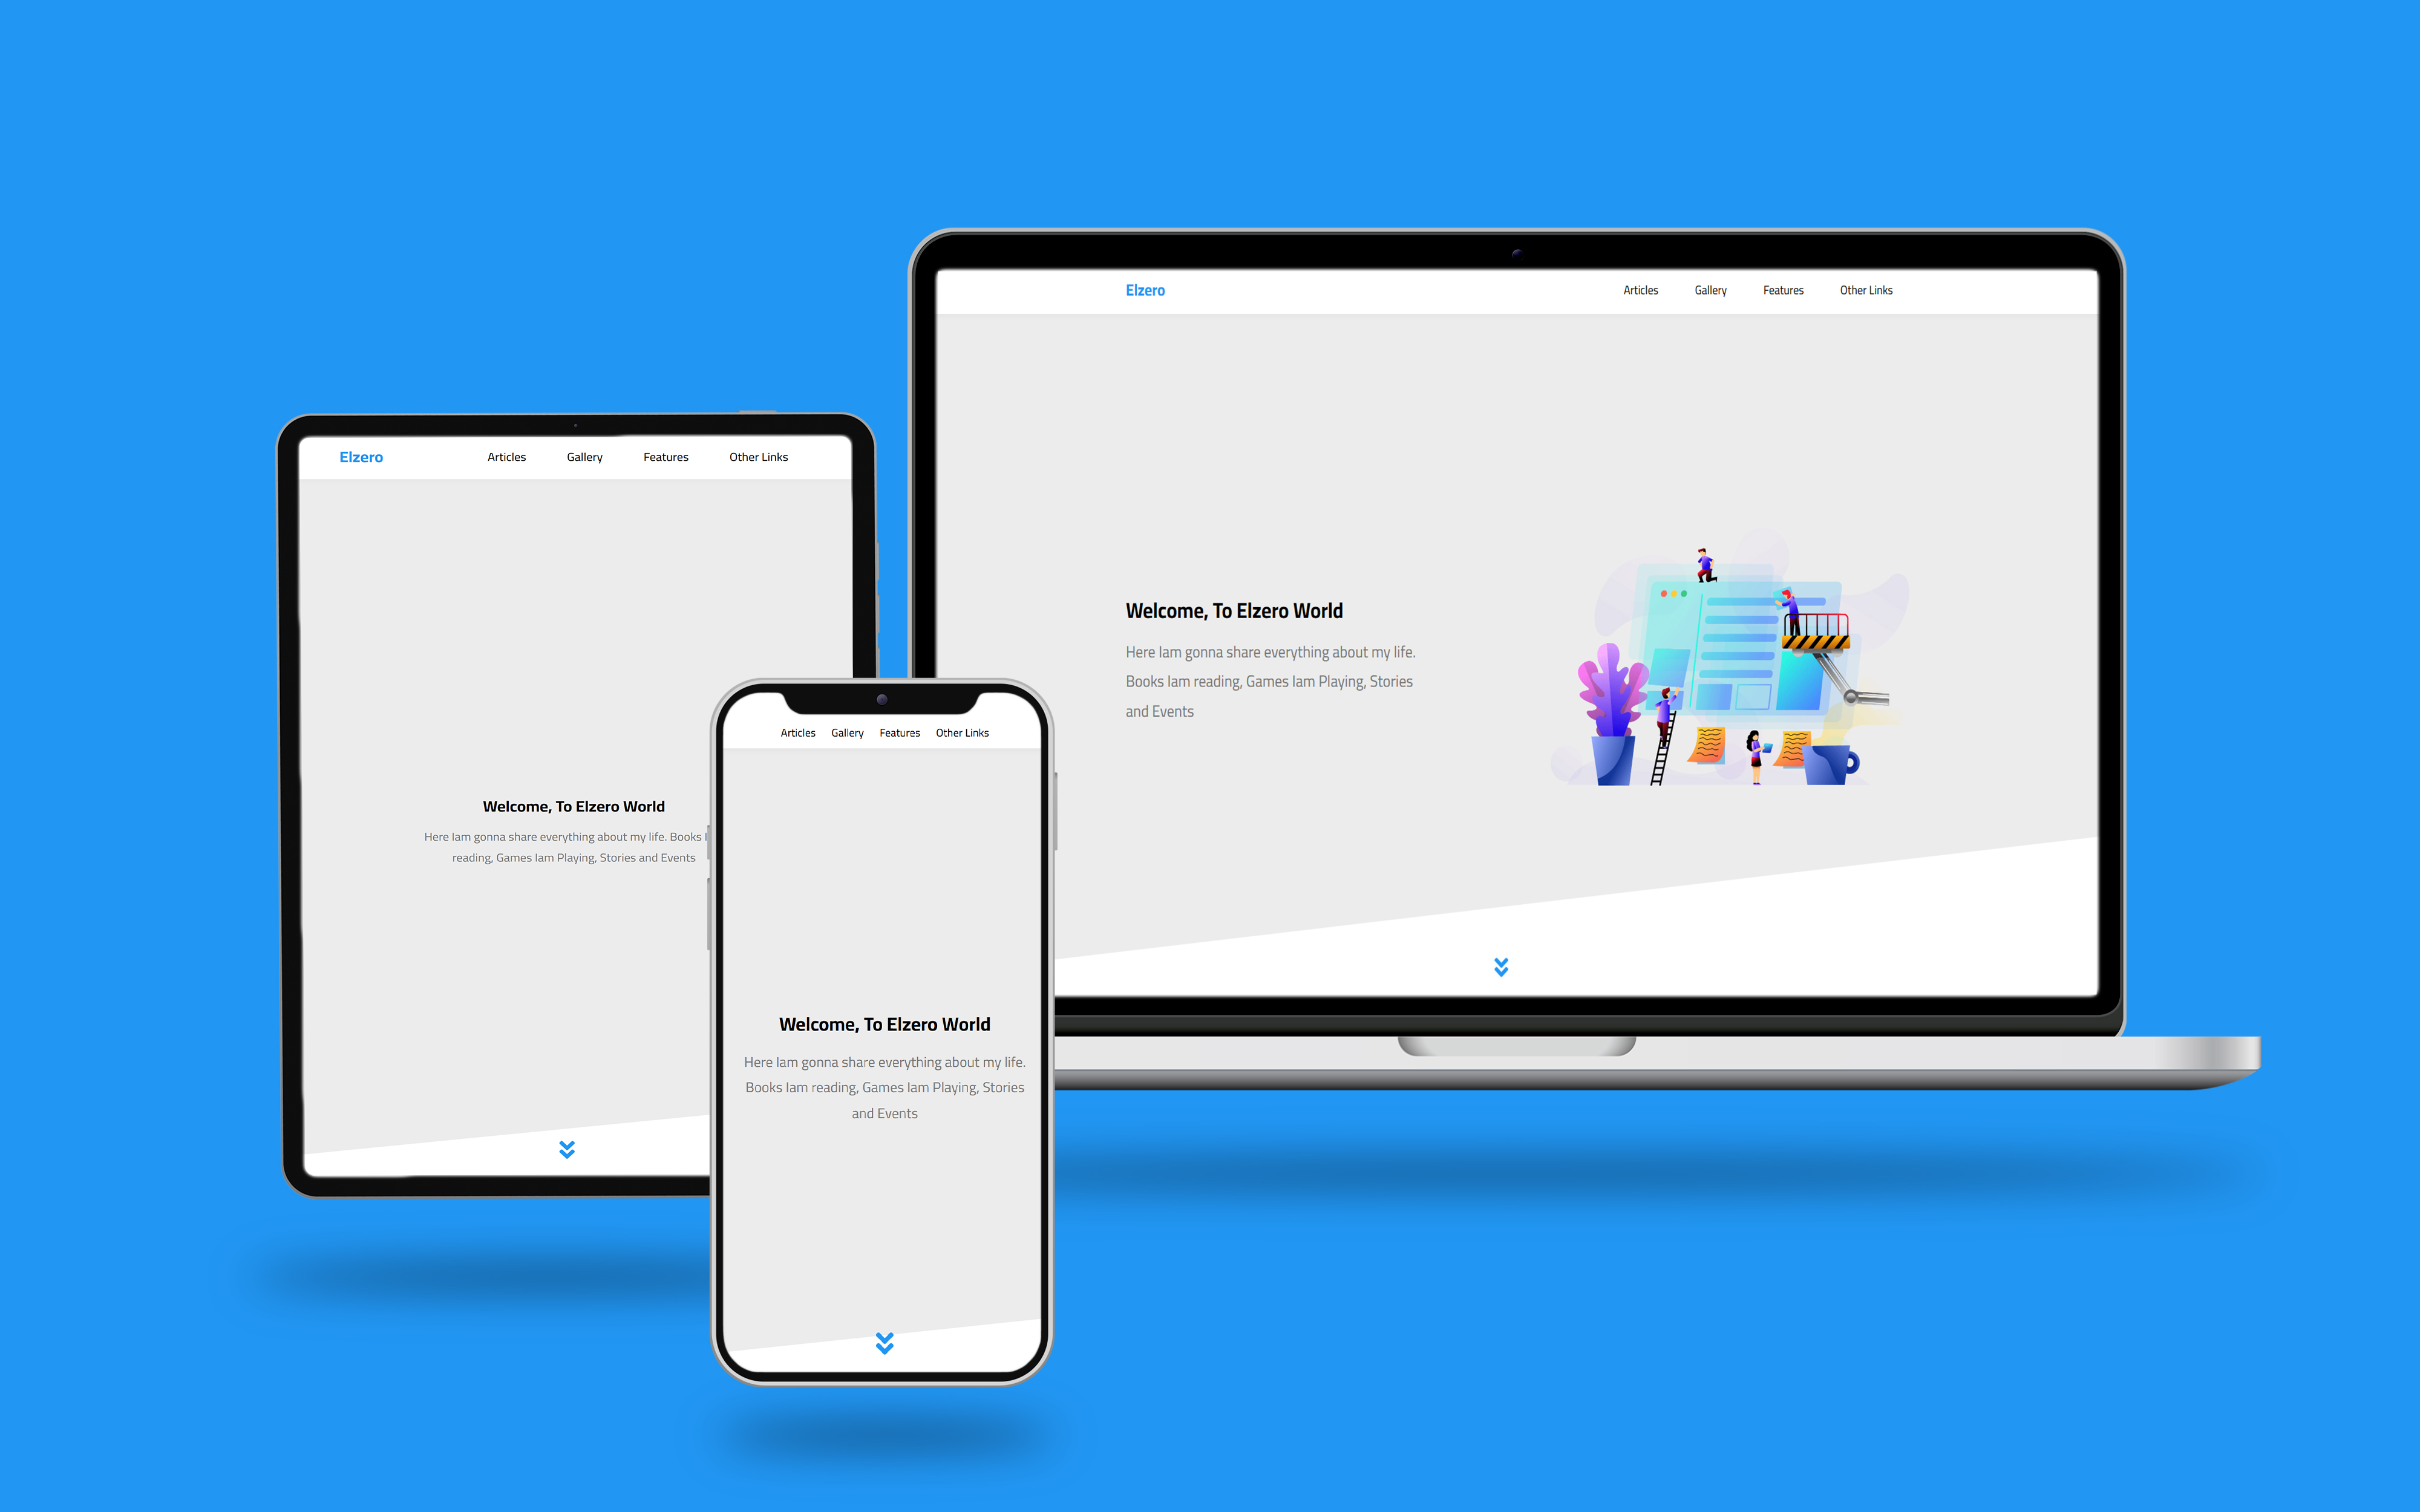 Elzero
Articles Gallery Features Other Links
Welcome, To Elzero World
Here Iam gonna share everything about my life.
Books Iam reading, Games Iam Playing, Stories
and Events
Elzero
Articles Gallery Features Other Links
Welcome, To Elzero World
Here Iam gonna share everything about my life. Books
reading, Games Iam Playing, Stories and Events
Articles Gallery Features Other Links
Welcome, To Elzero World
Here Iam gonna share everything about my life.
Books Iam reading, Games Iam Playing, Stories
and Events